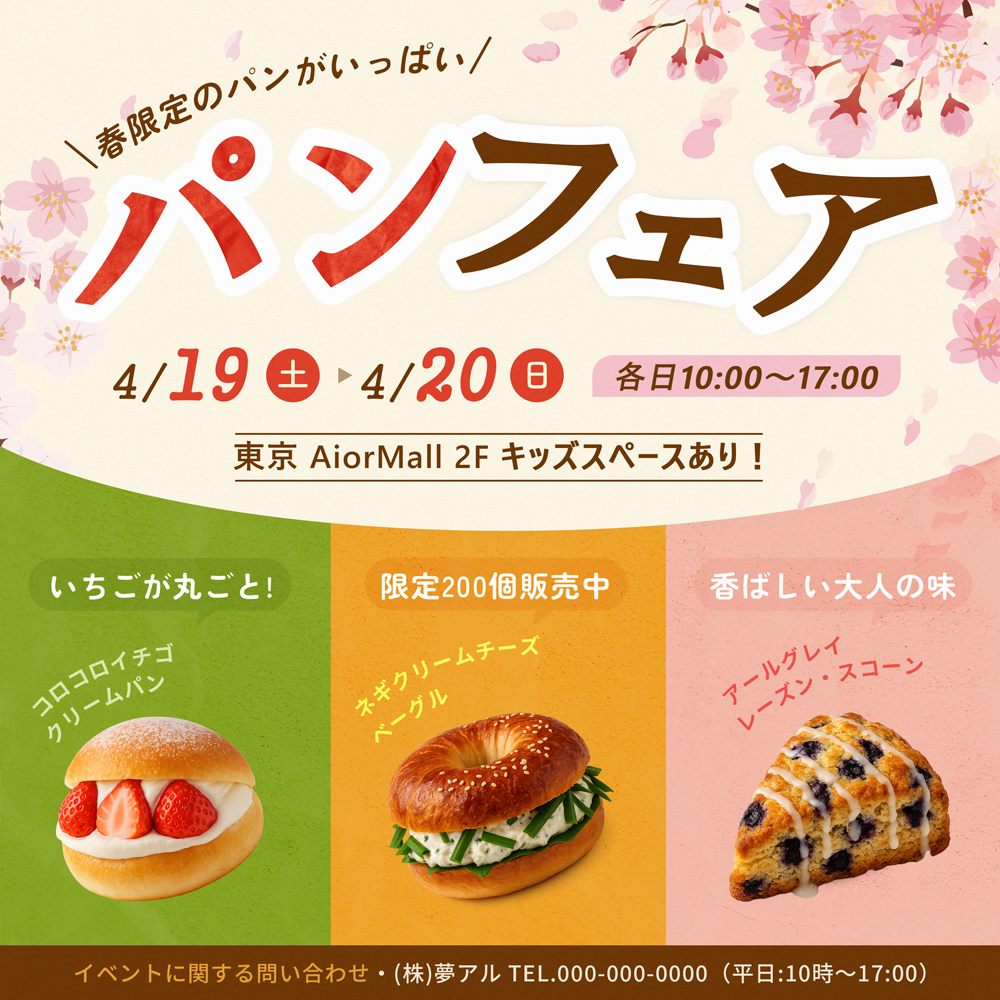 春限定のパンがいっぱい
パンフェア
4/19 土 ▶ 4/20 日 各日10:00〜17:00
東京 AiorMall 2F キッズスペースあり！
いちごが丸ごと!
コロコロイチゴ
クリームパン
限定200個販売中
ネギクリームチーズ
ベーグル
香ばしい大人の味
アールグレイ
レーズン・スコーン
イベントに関する問い合わせ・(株)夢アル TEL.000-000-0000（平日:10時〜17:00）